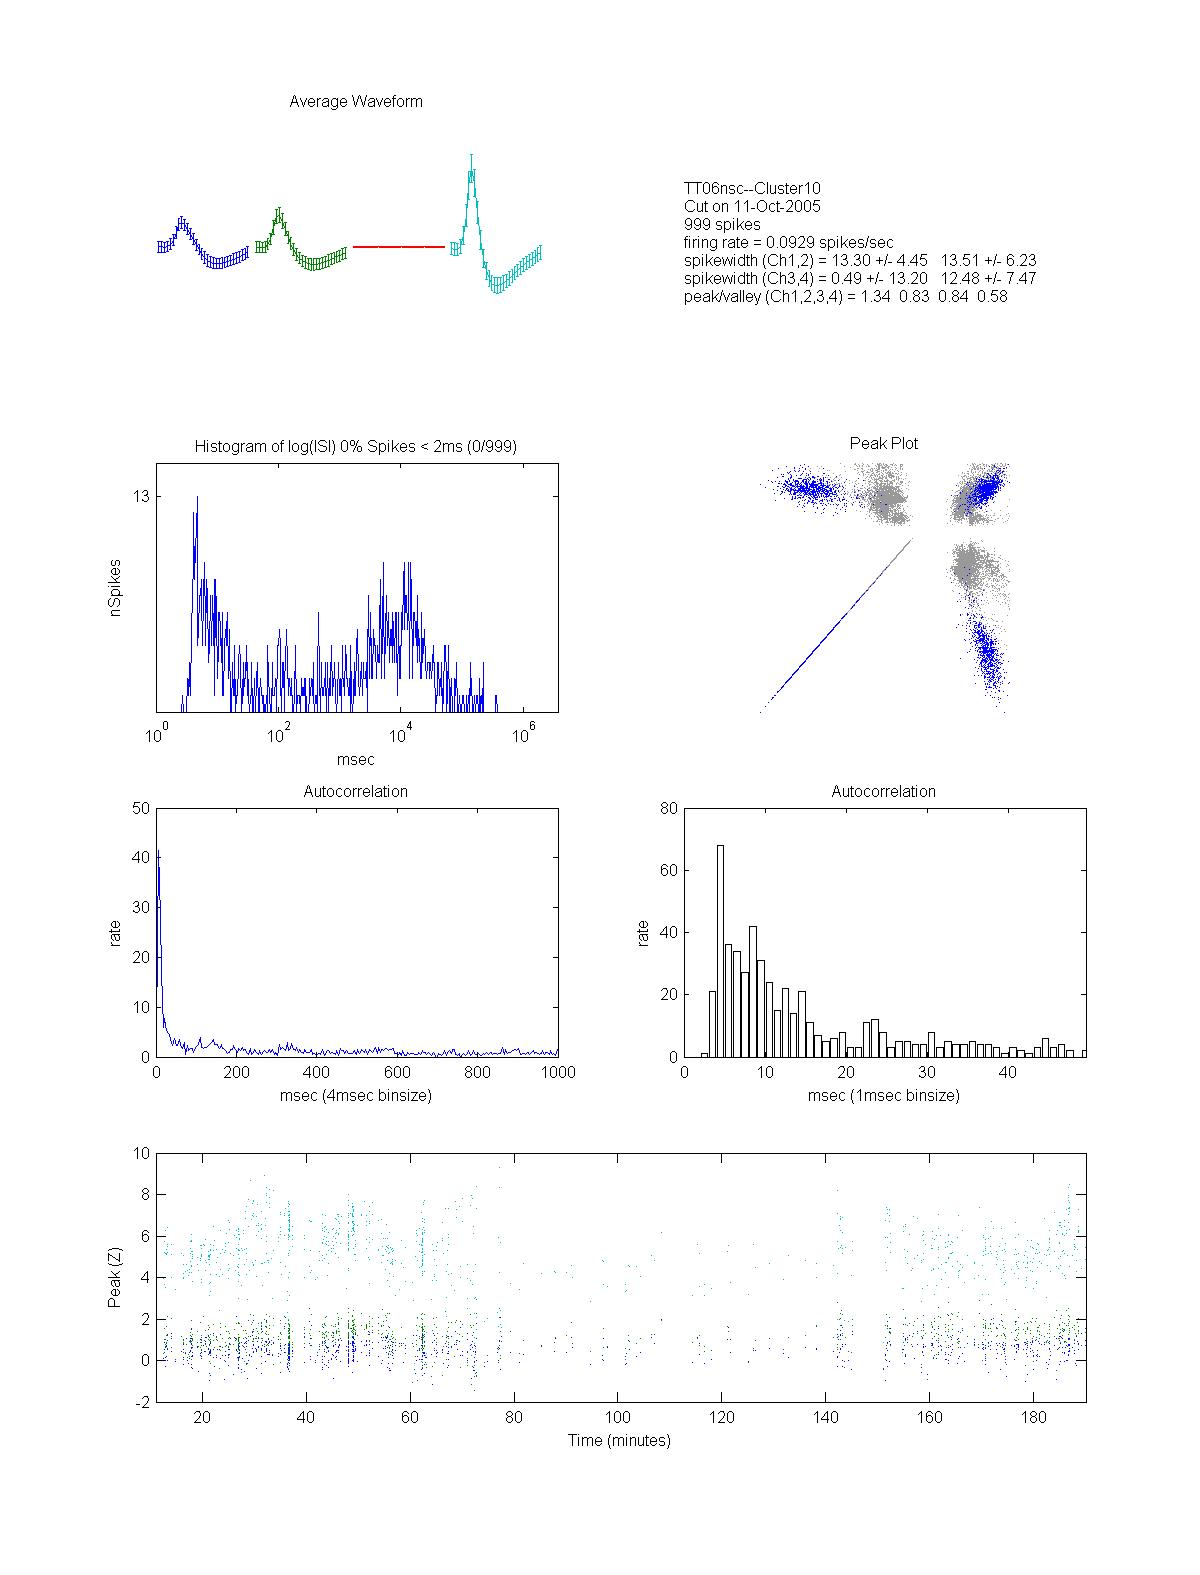 Average Waveform
TT06nsc--Cluster10
Cut on 11-Oct-2005
999 spikes
firing rate = 0.0929 spikes/sec
spikewidth (Ch1,2) = 13.30 +/- 4.45   13.51 +/- 6.23
spikewidth (Ch3,4) = 0.49 +/- 13.20   12.48 +/- 7.47
peak/valley (Ch1,2,3,4) = 1.34  0.83  0.84  0.58
Histogram of log(ISI) 0% Spikes < 2ms (0/999)
13
nSpikes
10^0 10^2 10^4 10^6
msec
Peak Plot
Autocorrelation
50
40
30
20
10
0
rate
0 200 400 600 800 1000
msec (4msec binsize)
Autocorrelation
80
60
40
20
0
rate
0 10 20 30 40
msec (1msec binsize)
10
8
6
4
2
0
-2
Peak (Z)
20 40 60 80 100 120 140 160 180
Time (minutes)